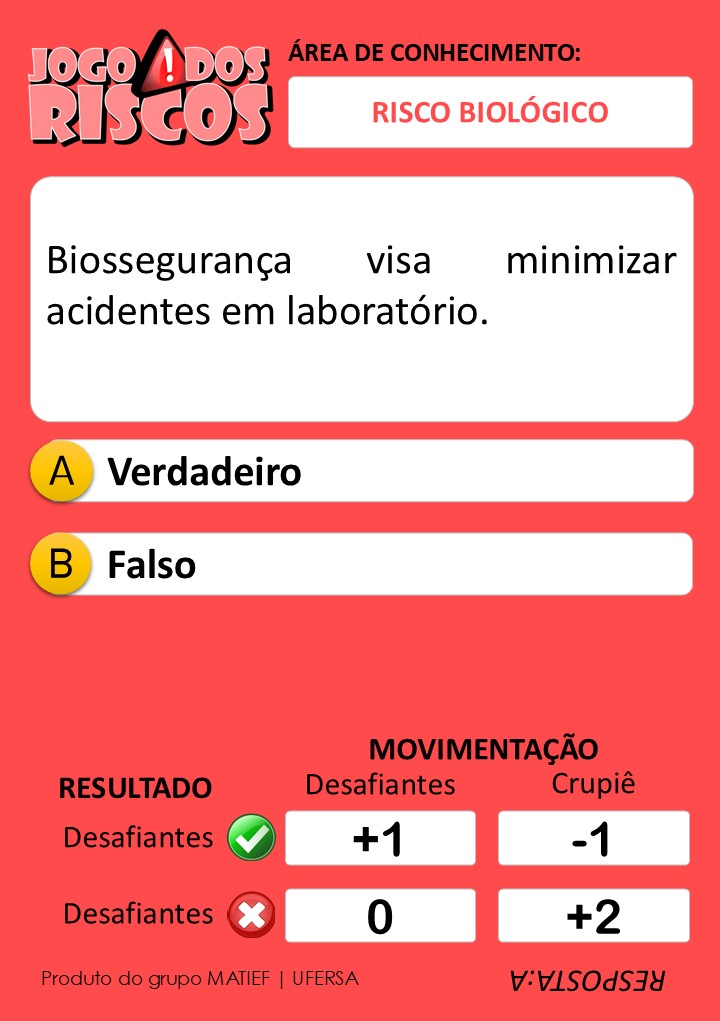 JOGO DOS
RISCOS
ÁREA DE CONHECIMENTO:
RISCO BIOLÓGICO
Biossegurança visa minimizar
acidentes em laboratório.
A Verdadeiro
B Falso
MOVIMENTAÇÃO
RESULTADO Desafiantes Crupiê
Desafiantes +1 -1
Desafiantes 0 +2
Produto do grupo MATIEF | UFERSA
RESPOSTA:A